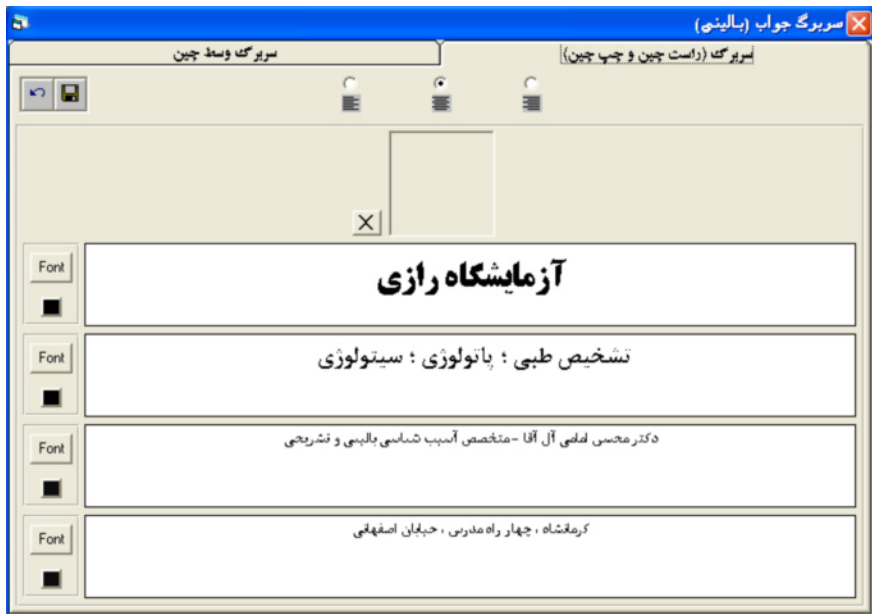 سربرگ جواب (بالینی)
سربرگ (راست چین و چپ چین)
سربرگ وسط چین
X
Font
آزمایشگاه رازی
Font
تشخیص طبی ؛ پاتولوژی ؛ سیتولوژی
Font
دکتر محسن امامی آل آقا -متخصص آسیب شناسی بالینی و تشریحی
Font
کرمانشاه ، چهار راه مدرس ، خیابان اصفهانی